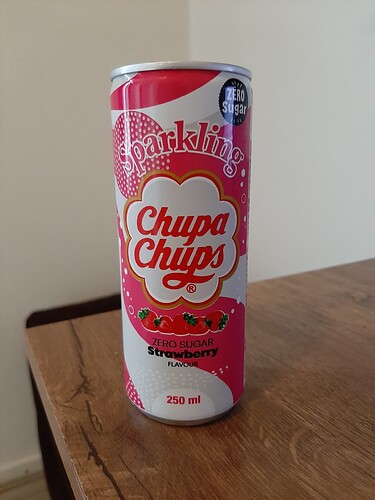 ZERO
Sugar
Sparkling
Chupa
Chups
®
ZERO SUGAR
Strawberry
FLAVOUR
250 ml